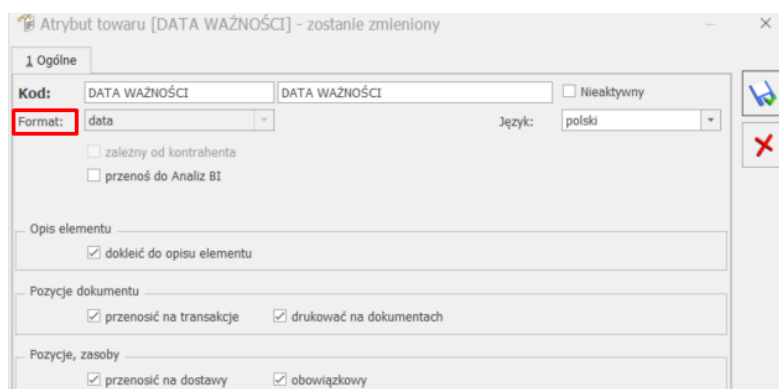 Atrybut towaru [DATA WAŻNOŚCI] - zostanie zmieniony
1 Ogólne
Kod: DATA WAŻNOŚCI DATA WAŻNOŚCI Nieaktywny
Format: data Język: polski
zależny od kontrahenta
przenoś do Analiz BI
Opis elementu
dokleić do opisu elementu
Pozycje dokumentu
przenosić na transakcje drukować na dokumentach
Pozycje, zasoby
przenosić na dostawy obowiązkowy